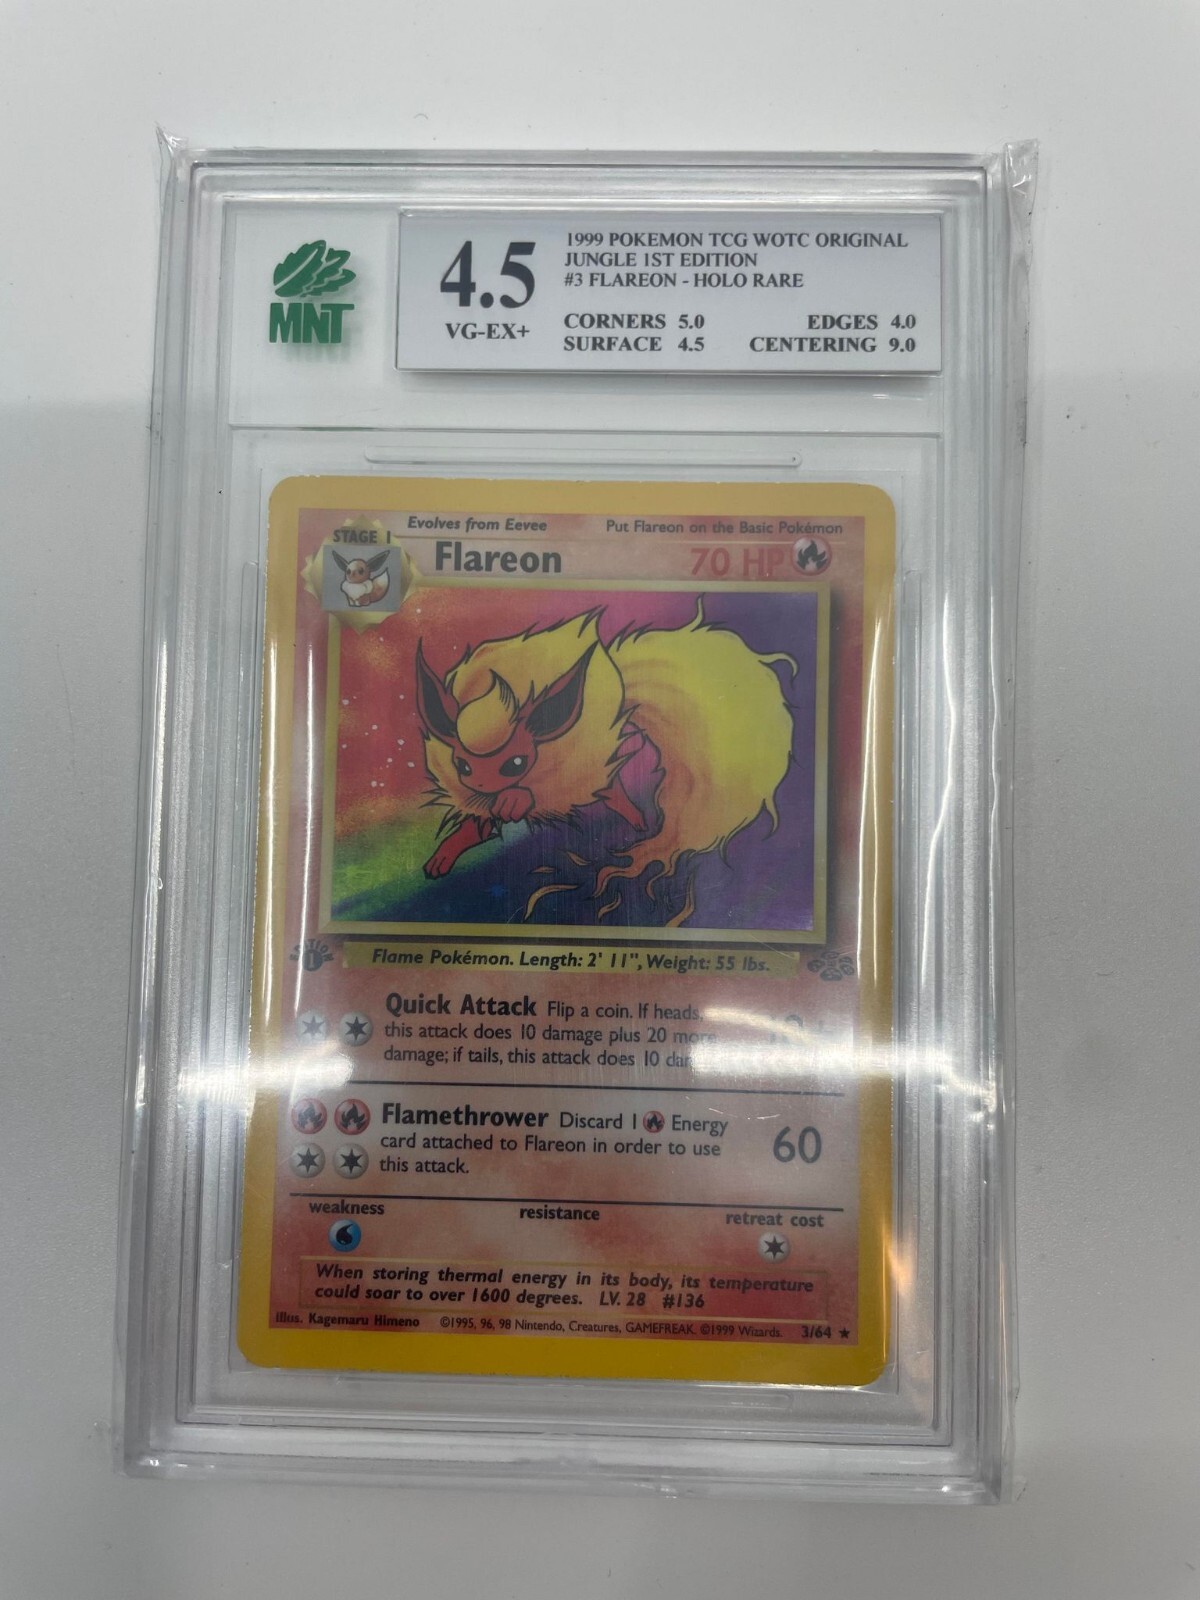 MNT
4.5
VG-EX+
1999 POKEMON TCG WOTC ORIGINAL
JUNGLE 1ST EDITION
#3 FLAREON - HOLO RARE
CORNERS 5.0 EDGES 4.0
SURFACE 4.5 CENTERING 9.0
Evolves from Eevee Put Flareon on the Basic Pokémon
STAGE 1
Flareon 70 HP
EDITION
1
Flame Pokémon. Length: 2' 11", Weight: 55 lbs.
Quick Attack Flip a coin. If heads,
this attack does 10 damage plus 20 more
damage; if tails, this attack does 10
Flamethrower Discard 1 Energy
card attached to Flareon in order to use
this attack.
60
weakness resistance retreat cost
When storing thermal energy in its body, its temperature
could soar to over 1600 degrees. LV. 28 #136
Illus. Kagemaru Himeno ©1995, 96, 98 Nintendo, Creatures, GAMEFREAK. ©1999 Wizards. 3/64 ★